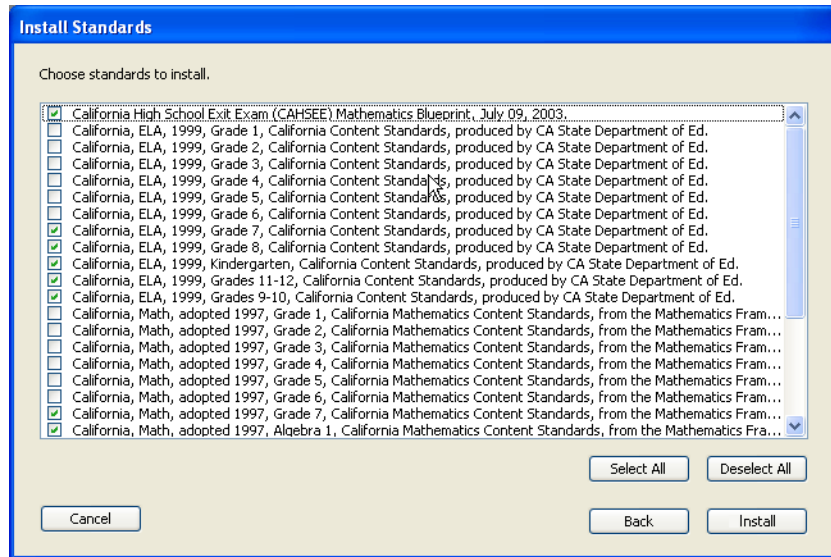 Install Standards
Choose standards to install.
California High School Exit Exam (CAHSEE) Mathematics Blueprint, July 09, 2003.
California, ELA, 1999, Grade 1, California Content Standards, produced by CA State Department of Ed.
California, ELA, 1999, Grade 2, California Content Standards, produced by CA State Department of Ed.
California, ELA, 1999, Grade 3, California Content Standards, produced by CA State Department of Ed.
California, ELA, 1999, Grade 4, California Content Standards, produced by CA State Department of Ed.
California, ELA, 1999, Grade 5, California Content Standards, produced by CA State Department of Ed.
California, ELA, 1999, Grade 6, California Content Standards, produced by CA State Department of Ed.
California, ELA, 1999, Grade 7, California Content Standards, produced by CA State Department of Ed.
California, ELA, 1999, Grade 8, California Content Standards, produced by CA State Department of Ed.
California, ELA, 1999, Kindergarten, California Content Standards, produced by CA State Department of Ed.
California, ELA, 1999, Grades 11-12, California Content Standards, produced by CA State Department of Ed.
California, ELA, 1999, Grades 9-10, California Content Standards, produced by CA State Department of Ed.
California, Math, adopted 1997, Grade 1, California Mathematics Content Standards, from the Mathematics Fram...
California, Math, adopted 1997, Grade 2, California Mathematics Content Standards, from the Mathematics Fram...
California, Math, adopted 1997, Grade 3, California Mathematics Content Standards, from the Mathematics Fram...
California, Math, adopted 1997, Grade 4, California Mathematics Content Standards, from the Mathematics Fram...
California, Math, adopted 1997, Grade 5, California Mathematics Content Standards, from the Mathematics Fram...
California, Math, adopted 1997, Grade 6, California Mathematics Content Standards, from the Mathematics Fram...
California, Math, adopted 1997, Grade 7, California Mathematics Content Standards, from the Mathematics Fram...
California, Math, adopted 1997, Algebra 1, California Mathematics Content Standards, from the Mathematics Fra...
Select All Deselect All
Cancel Back Install